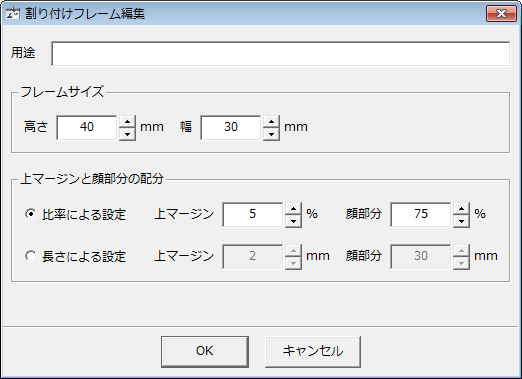 割り付けフレーム編集
用途
フレームサイズ
高さ 40 mm 幅 30 mm
上マージンと顔部分の配分
比率による設定 上マージン 5 % 顔部分 75 %
長さによる設定 上マージン 2 mm 顔部分 30 mm
OK キャンセル